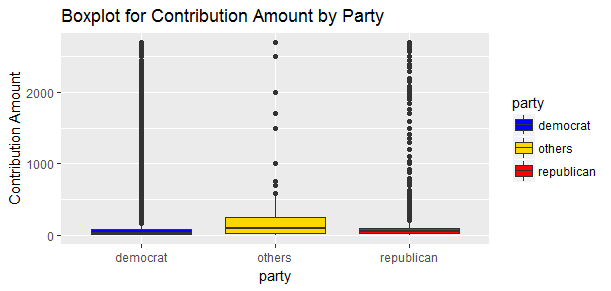 Boxplot for Contribution Amount by Party
Contribution Amount
2000
1000
0
democrat
others
republican
party
party
democrat
others
republican